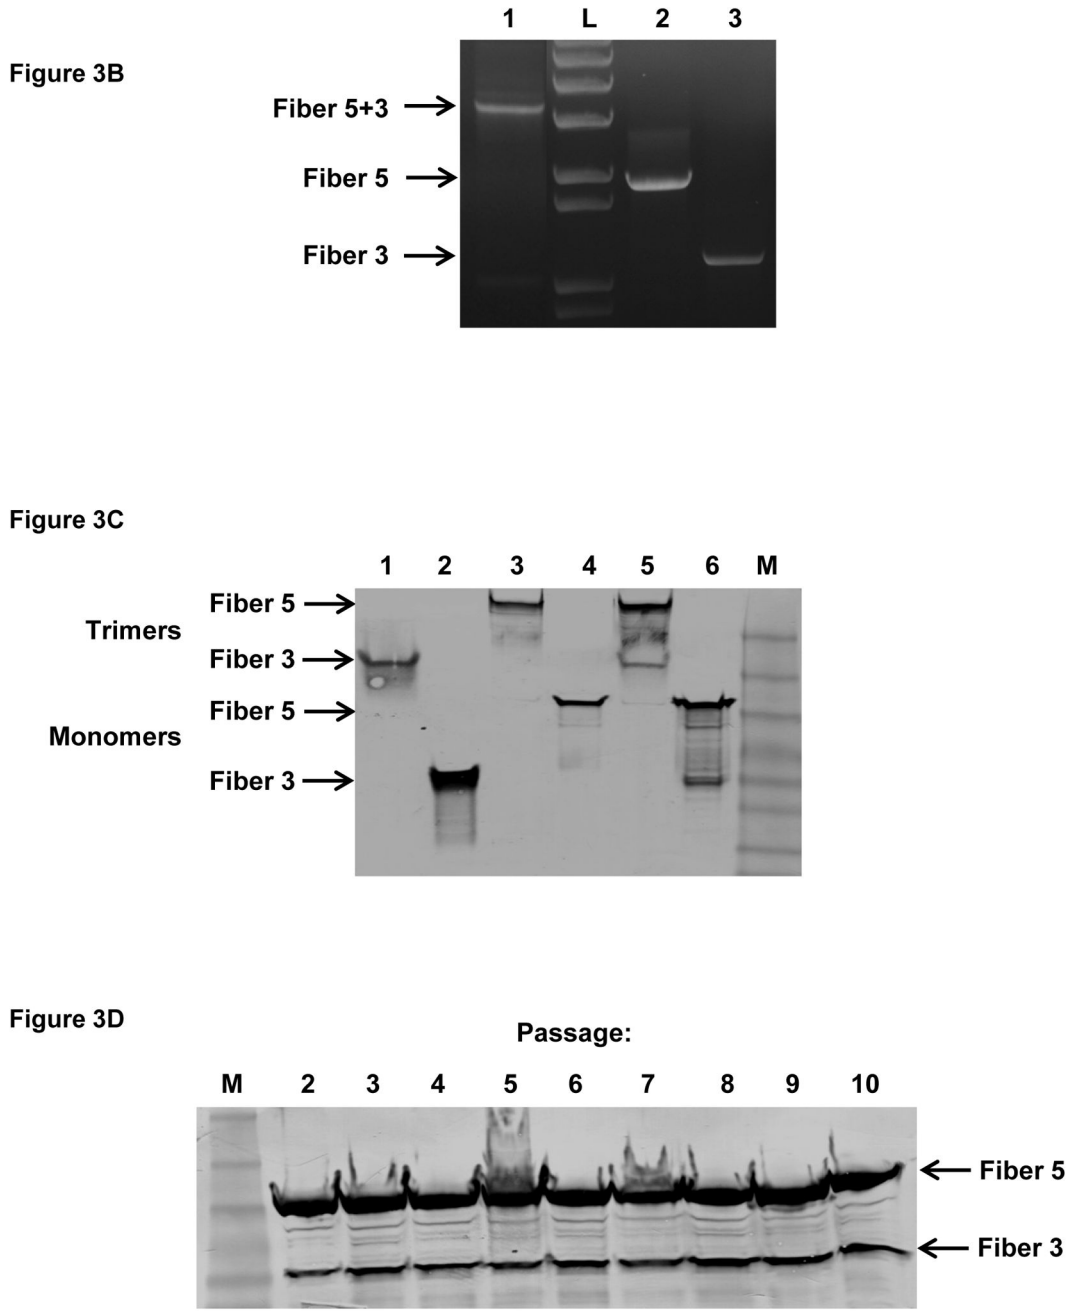 1 L 2 3
Figure 3B
Fiber 5+3
Fiber 5
Fiber 3
Figure 3C
1 2 3 4 5 6 M
Fiber 5
Trimers
Fiber 3
Fiber 5
Monomers
Fiber 3
Figure 3D
Passage:
M 2 3 4 5 6 7 8 9 10
Fiber 5
Fiber 3